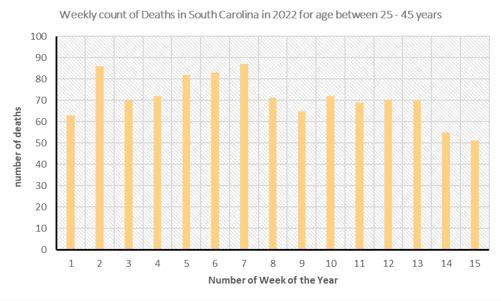 Weekly count of Deaths in South Carolina in 2022 for age between 25 - 45 years
100
90
80
70
60
50
40
30
20
10
0
number of deaths
1 2 3 4 5 6 7 8 9 10 11 12 13 14 15
Number of Week of the Year